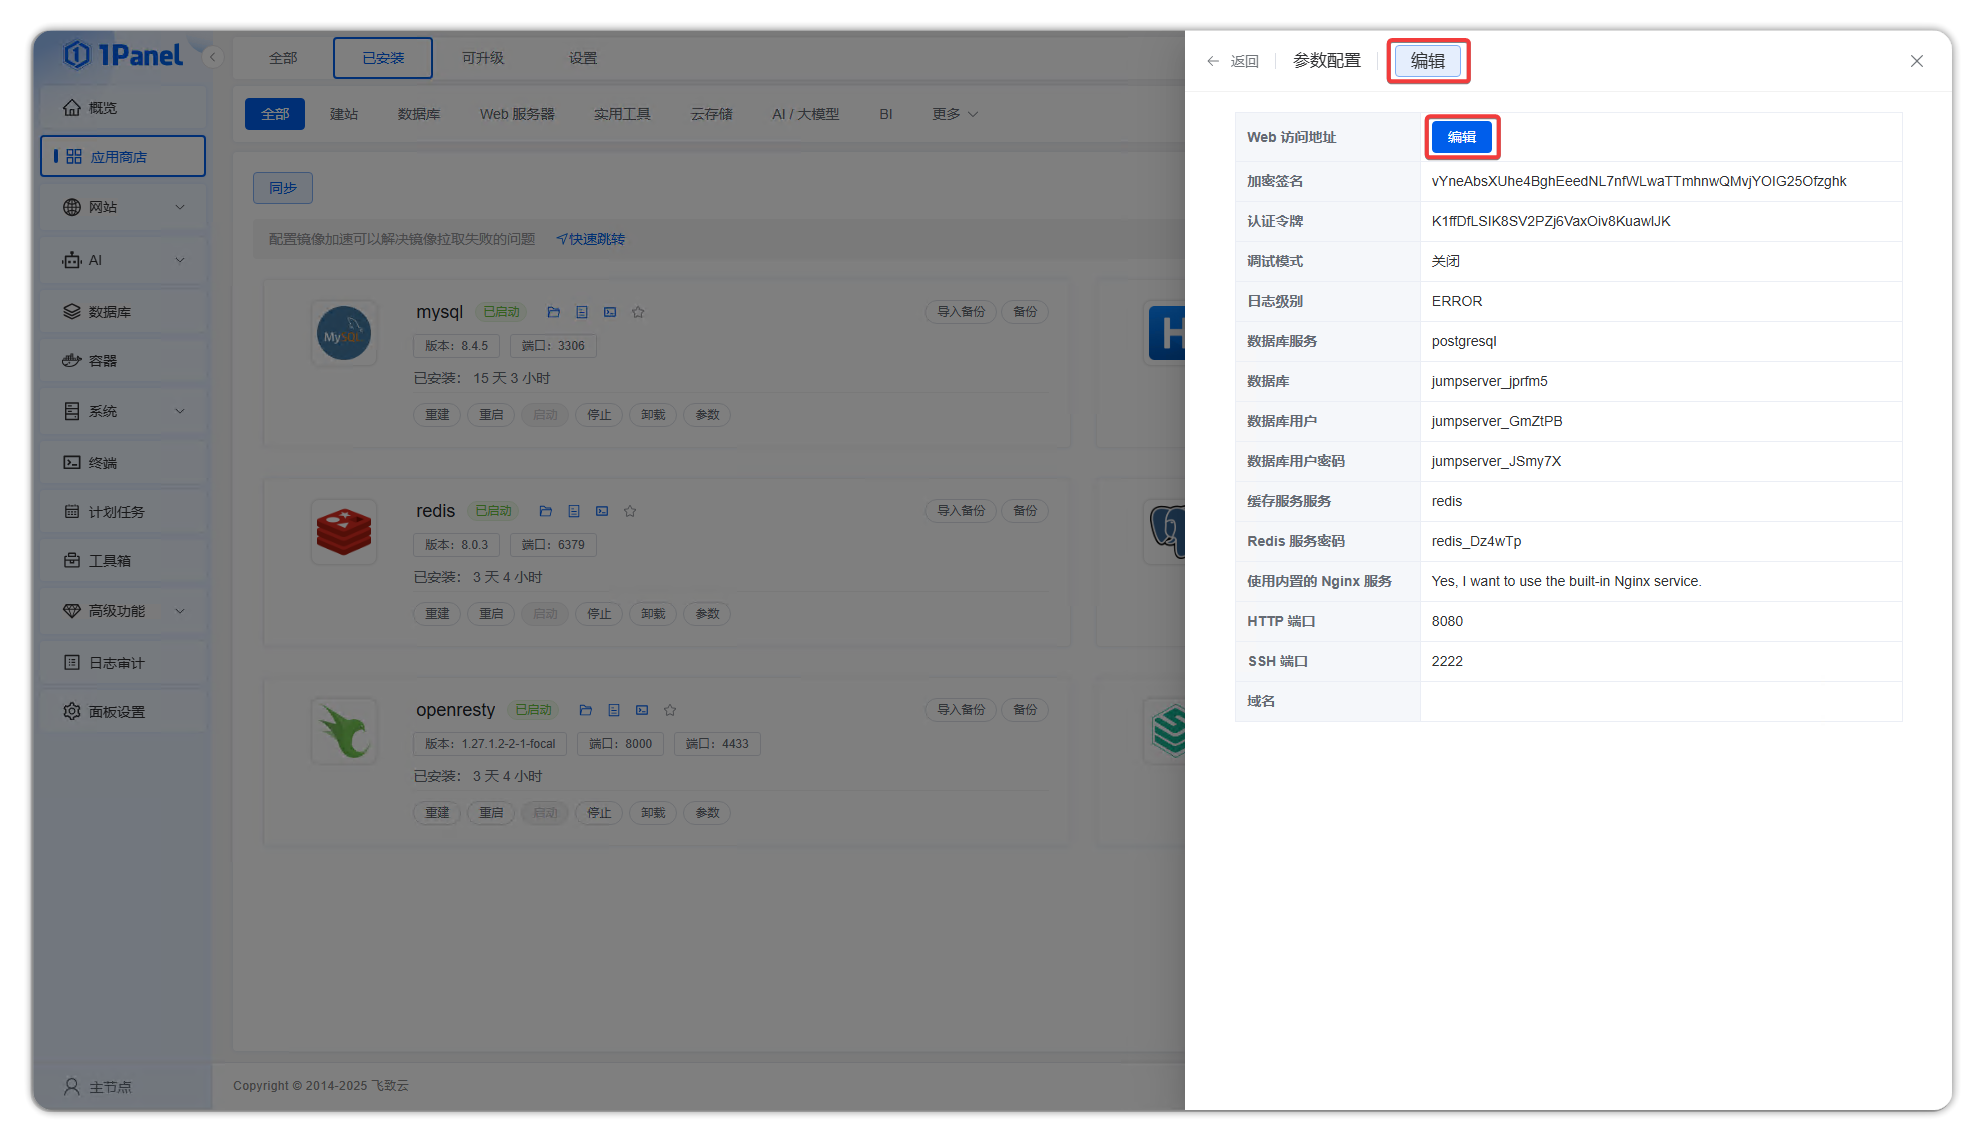 1Panel
概览
应用商店
网站
AI
数据库
容器
系统
终端
计划任务
工具箱
高级功能
日志审计
面板设置
主节点
全部 已安装 可升级 设置
全部 建站 数据库 Web 服务器 实用工具 云存储 AI / 大模型 BI 更多
同步
配置镜像加速可以解决镜像拉取失败的问题 快速跳转
MySQL
mysql 已启动 导入备份 备份
版本： 8.4.5 端口： 3306
已安装： 15 天 3 小时
重建 重启 启动 停止 卸载 参数
redis 已启动 导入备份 备份
版本： 8.0.3 端口： 6379
已安装： 3 天 4 小时
重建 重启 启动 停止 卸载 参数
openresty 已启动 导入备份 备份
版本： 1.27.1.2-2-1-focal 端口： 8000 端口： 4433
已安装： 3 天 4 小时
重建 重启 启动 停止 卸载 参数
H
Copyright © 2014-2025 飞致云
返回 参数配置 编辑
Web 访问地址 编辑
加密签名 vYneAbsXUhe4BghEeedNL7nfWLwaTTmhnwQMvjYOIG25Ofzghk
认证令牌 K1ffDfLSIK8SV2PZj6VaxOiv8KuawlJK
调试模式 关闭
日志级别 ERROR
数据库服务 postgresql
数据库 jumpserver_jprfm5
数据库用户 jumpserver_GmZtPB
数据库用户密码 jumpserver_JSmy7X
缓存服务服务 redis
Redis 服务密码 redis_Dz4wTp
使用内置的 Nginx 服务 Yes, I want to use the built-in Nginx service.
HTTP 端口 8080
SSH 端口 2222
域名